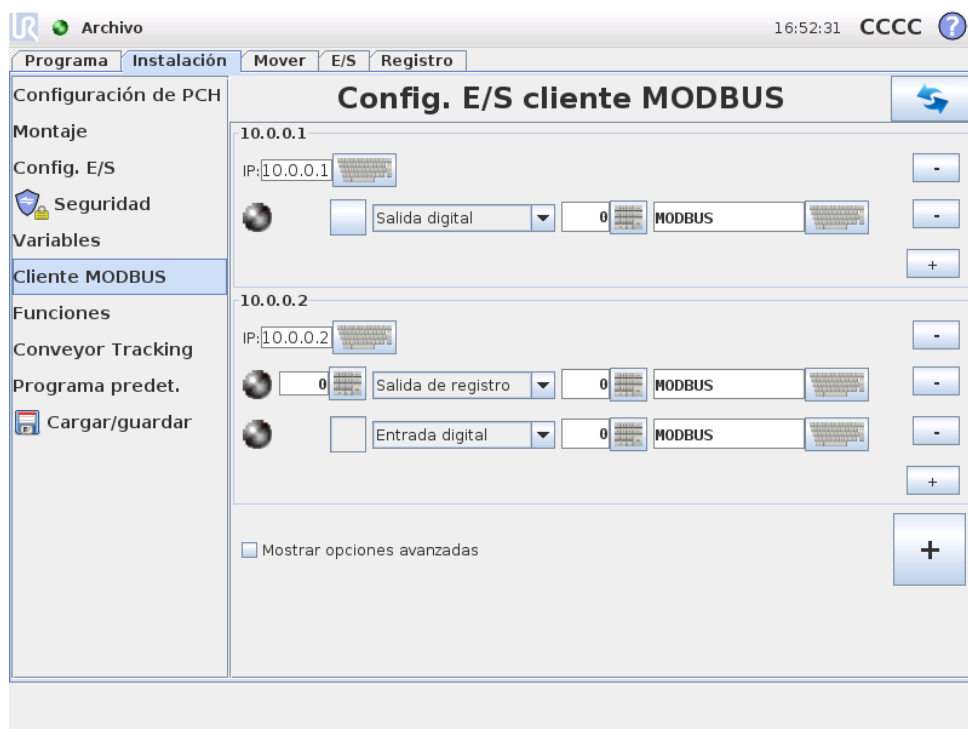 UR Archivo 16:52:31 CCCC ?
Programa Instalación Mover E/S Registro
Configuración de PCH
Montaje
Config. E/S
Seguridad
Variables
Cliente MODBUS
Funciones
Conveyor Tracking
Programa predet.
Cargar/guardar
Config. E/S cliente MODBUS
10.0.0.1
IP: 10.0.0.1 -
Salida digital 0 MODBUS -
+
10.0.0.2
IP: 10.0.0.2 -
0 Salida de registro 0 MODBUS -
Entrada digital 0 MODBUS -
+
Mostrar opciones avanzadas +